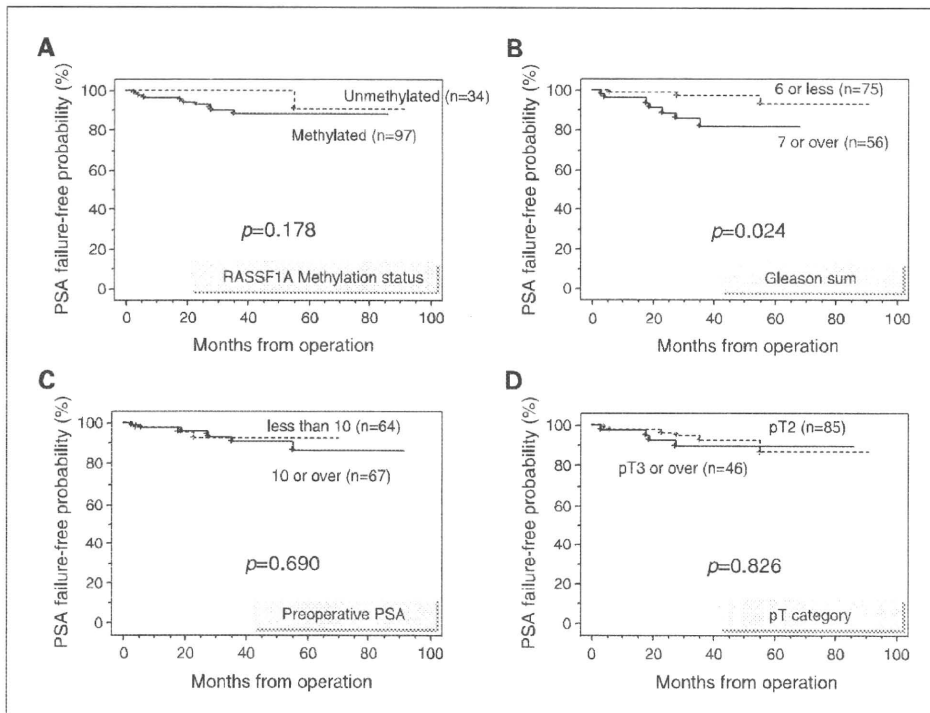 A
PSA failure-free probability (%)
100
80
60
40
20
0
Unmethylated (n=34)
Methylated (n=97)
p=0.178
RASSF1A Methylation status
0 20 40 60 80 100
Months from operation
B
PSA failure-free probability (%)
100
80
60
40
20
0
6 or less (n=75)
7 or over (n=56)
p=0.024
Gleason sum
0 20 40 60 80 100
Months from operation
C
PSA failure-free probability (%)
100
80
60
40
20
0
less than 10 (n=64)
10 or over (n=67)
p=0.690
Preoperative PSA
0 20 40 60 80 100
Months from operation
D
PSA failure-free probability (%)
100
80
60
40
20
0
pT2 (n=85)
pT3 or over (n=46)
p=0.826
pT category
0 20 40 60 80 100
Months from operation